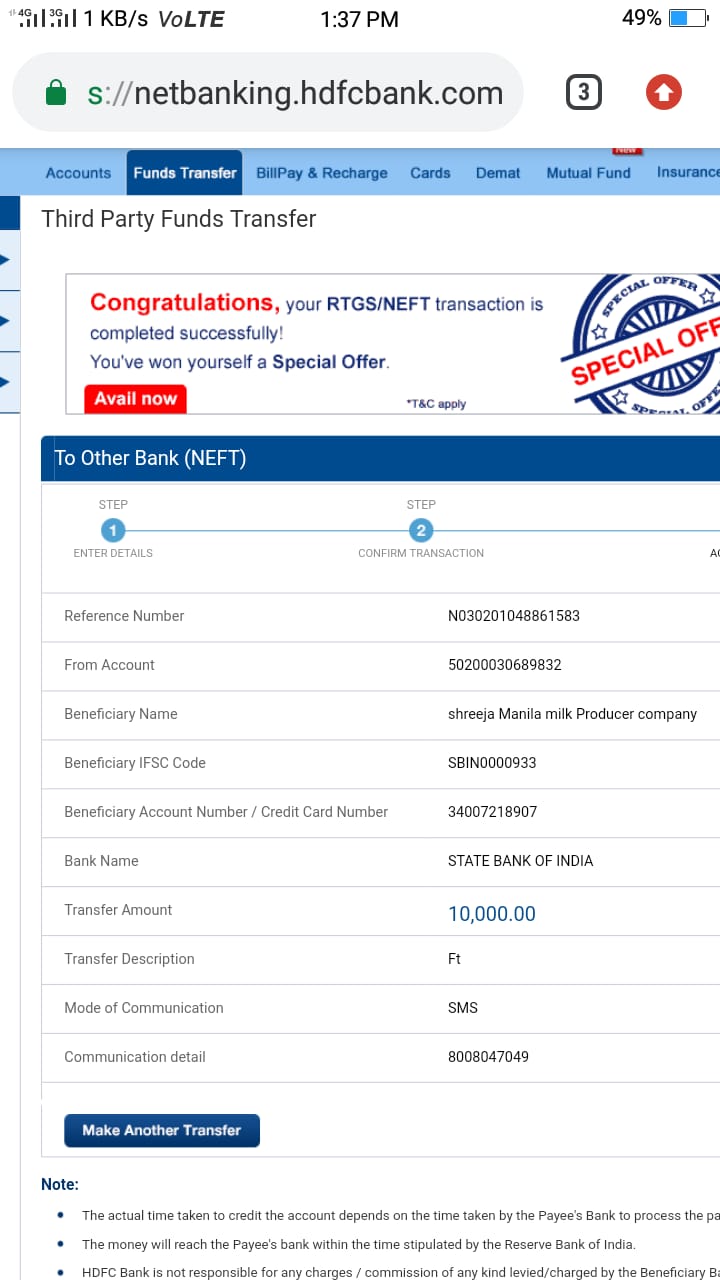 4G 3G 1 KB/s VoLTE 1:37 PM 49%
s://netbanking.hdfcbank.com 3
New
Accounts Funds Transfer BillPay & Recharge Cards Demat Mutual Fund Insurance
Third Party Funds Transfer
Congratulations, your RTGS/NEFT transaction is
completed successfully!
You've won yourself a Special Offer.
Avail now
*T&C apply
SPECIAL OFFER
SPECIAL OFF
SPECIAL OFFE
To Other Bank (NEFT)
STEP STEP
1 2
ENTER DETAILS CONFIRM TRANSACTION AC
Reference Number N030201048861583
From Account 50200030689832
Beneficiary Name shreeja Manila milk Producer company
Beneficiary IFSC Code SBIN0000933
Beneficiary Account Number / Credit Card Number 34007218907
Bank Name STATE BANK OF INDIA
Transfer Amount 10,000.00
Transfer Description Ft
Mode of Communication SMS
Communication detail 8008047049
Make Another Transfer
Note:
The actual time taken to credit the account depends on the time taken by the Payee's Bank to process the pa
The money will reach the Payee's bank within the time stipulated by the Reserve Bank of India.
HDFC Bank is not responsible for any charges / commission of any kind levied/charged by the Beneficiary Ba